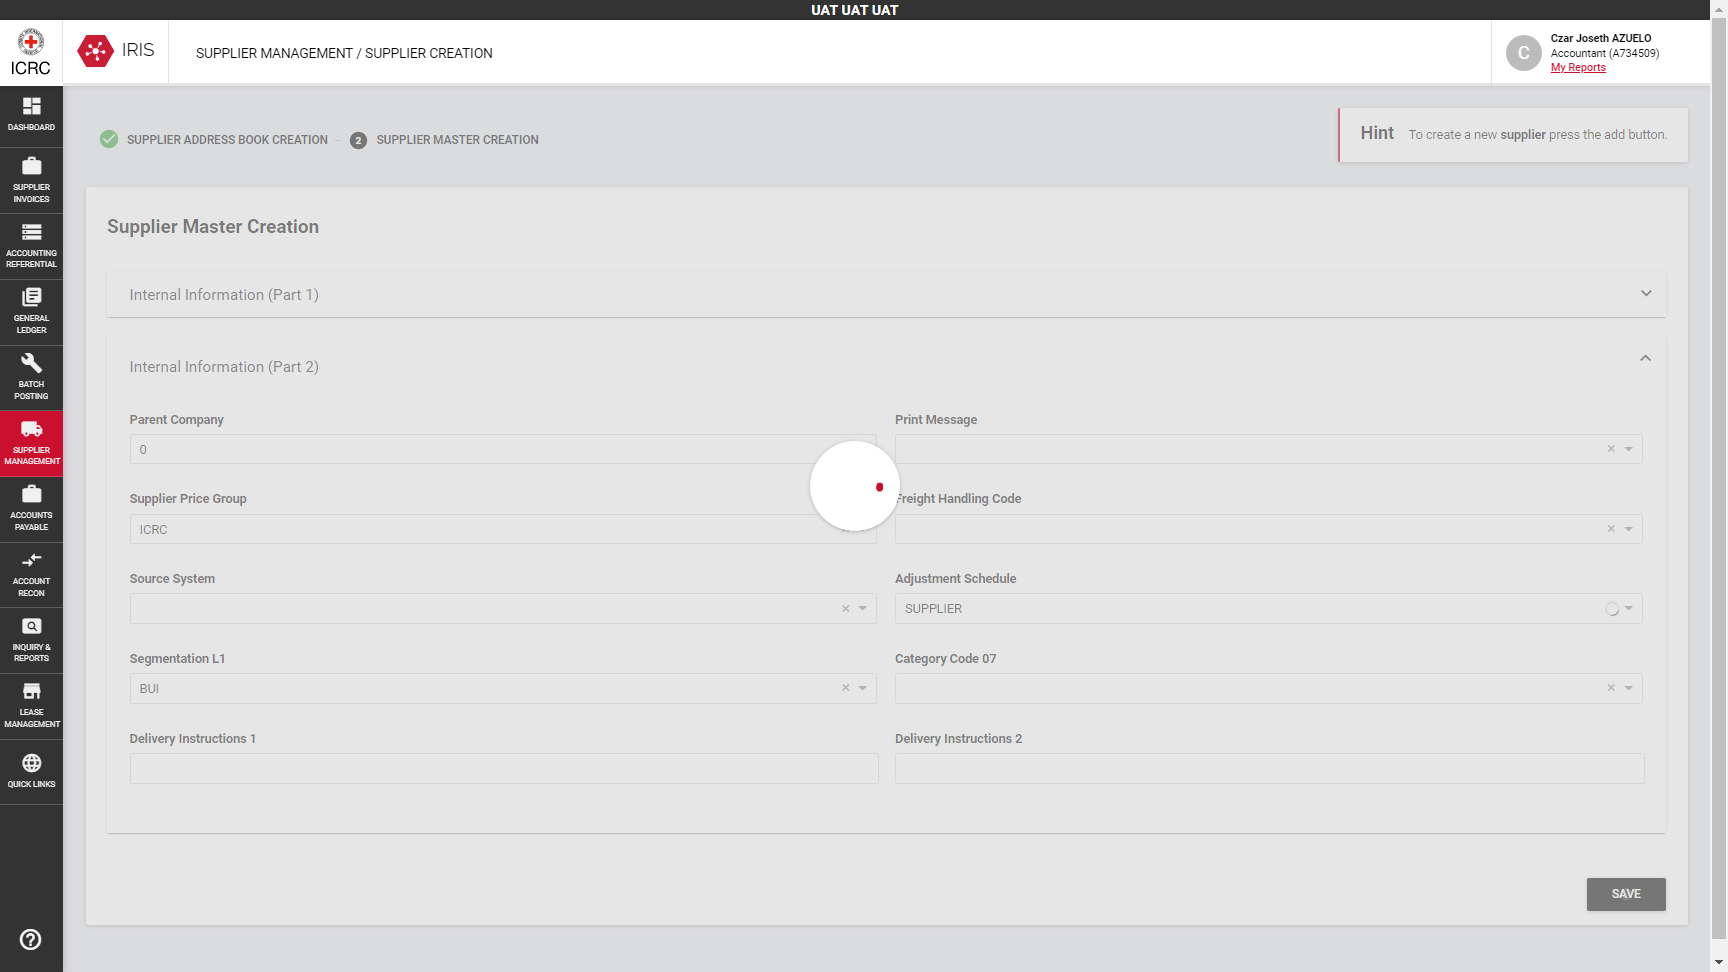 UAT UAT UAT
ICRC
IRIS
SUPPLIER MANAGEMENT / SUPPLIER CREATION
C
Czar Joseth AZUELO
Accountant (A734509)
My Reports
DASHBOARD
SUPPLIER
INVOICES
ACCOUNTING
REFERENTIAL
GENERAL
LEDGER
BATCH
POSTING
SUPPLIER
MANAGEMENT
ACCOUNTS
PAYABLE
ACCOUNT
RECON
INQUIRY &
REPORTS
LEASE
MANAGEMENT
QUICK LINKS
SUPPLIER ADDRESS BOOK CREATION
2 SUPPLIER MASTER CREATION
Hint To create a new supplier press the add button.
Supplier Master Creation
Internal Information (Part 1)
Internal Information (Part 2)
Parent Company
0
Print Message
Supplier Price Group
ICRC
Freight Handling Code
Source System
Adjustment Schedule
SUPPLIER
Segmentation L1
BUI
Category Code 07
Delivery Instructions 1
Delivery Instructions 2
SAVE